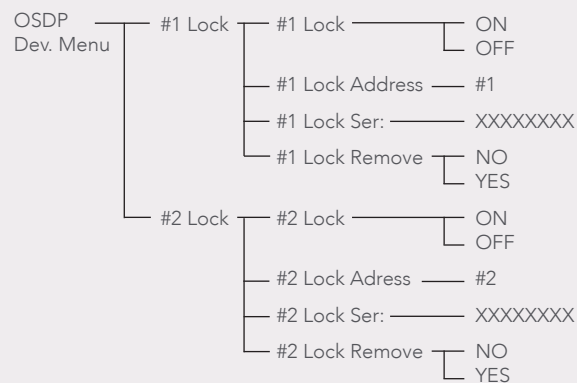 OSDP #1 Lock #1 Lock ON
Dev. Menu OFF
#1 Lock Address #1
#1 Lock Ser: XXXXXXXX
#1 Lock Remove NO
YES
#2 Lock #2 Lock ON
OFF
#2 Lock Adress #2
#2 Lock Ser: XXXXXXXX
#2 Lock Remove NO
YES